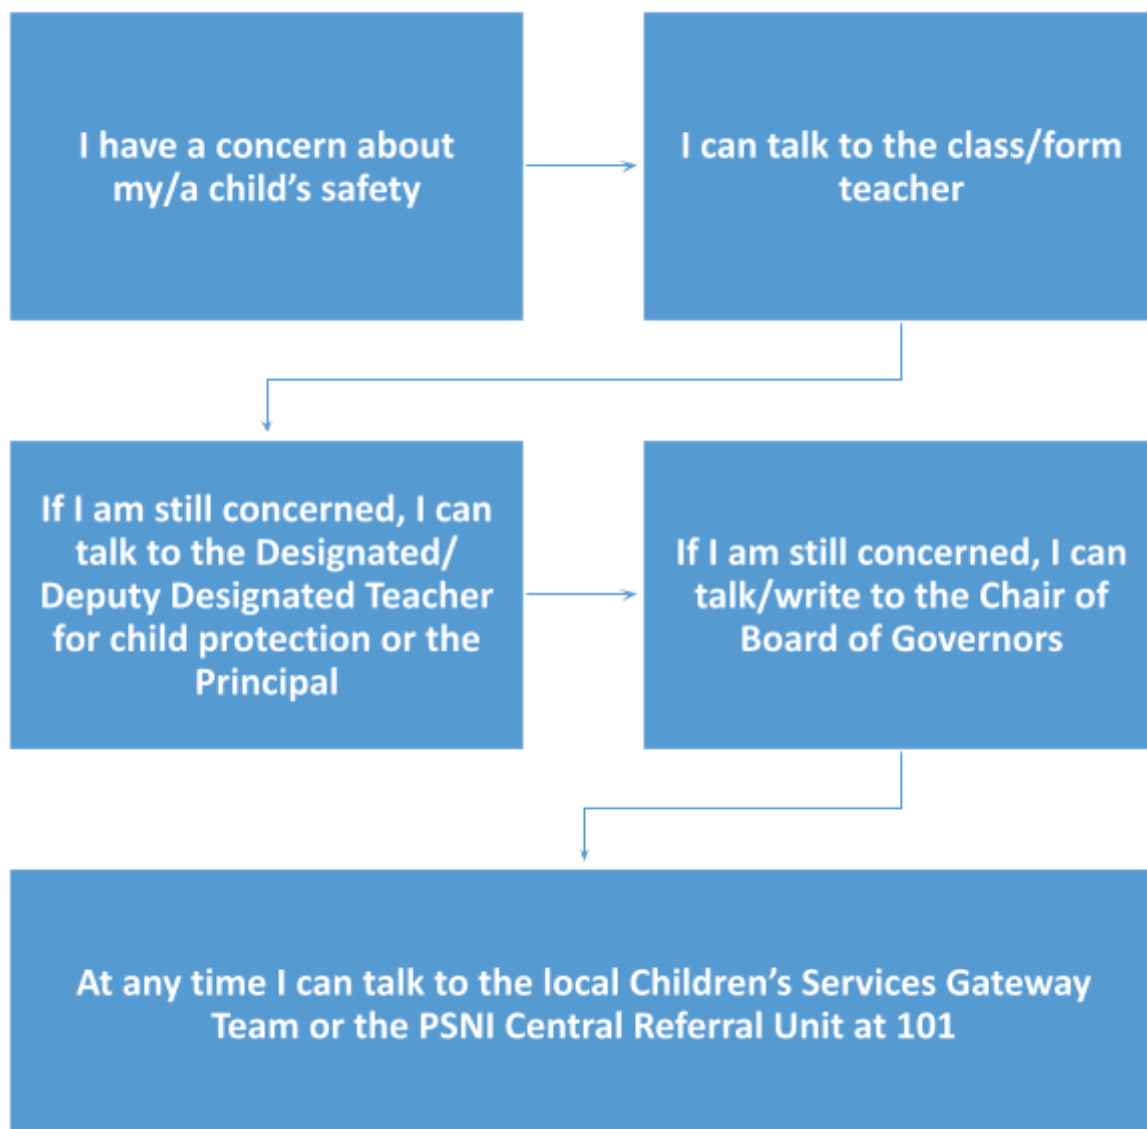 I have a concern about
my/a child’s safety
I can talk to the class/form
teacher
If I am still concerned, I can
talk to the Designated/
Deputy Designated Teacher
for child protection or the
Principal
If I am still concerned, I can
talk/write to the Chair of
Board of Governors
At any time I can talk to the local Children’s Services Gateway
Team or the PSNI Central Referral Unit at 101